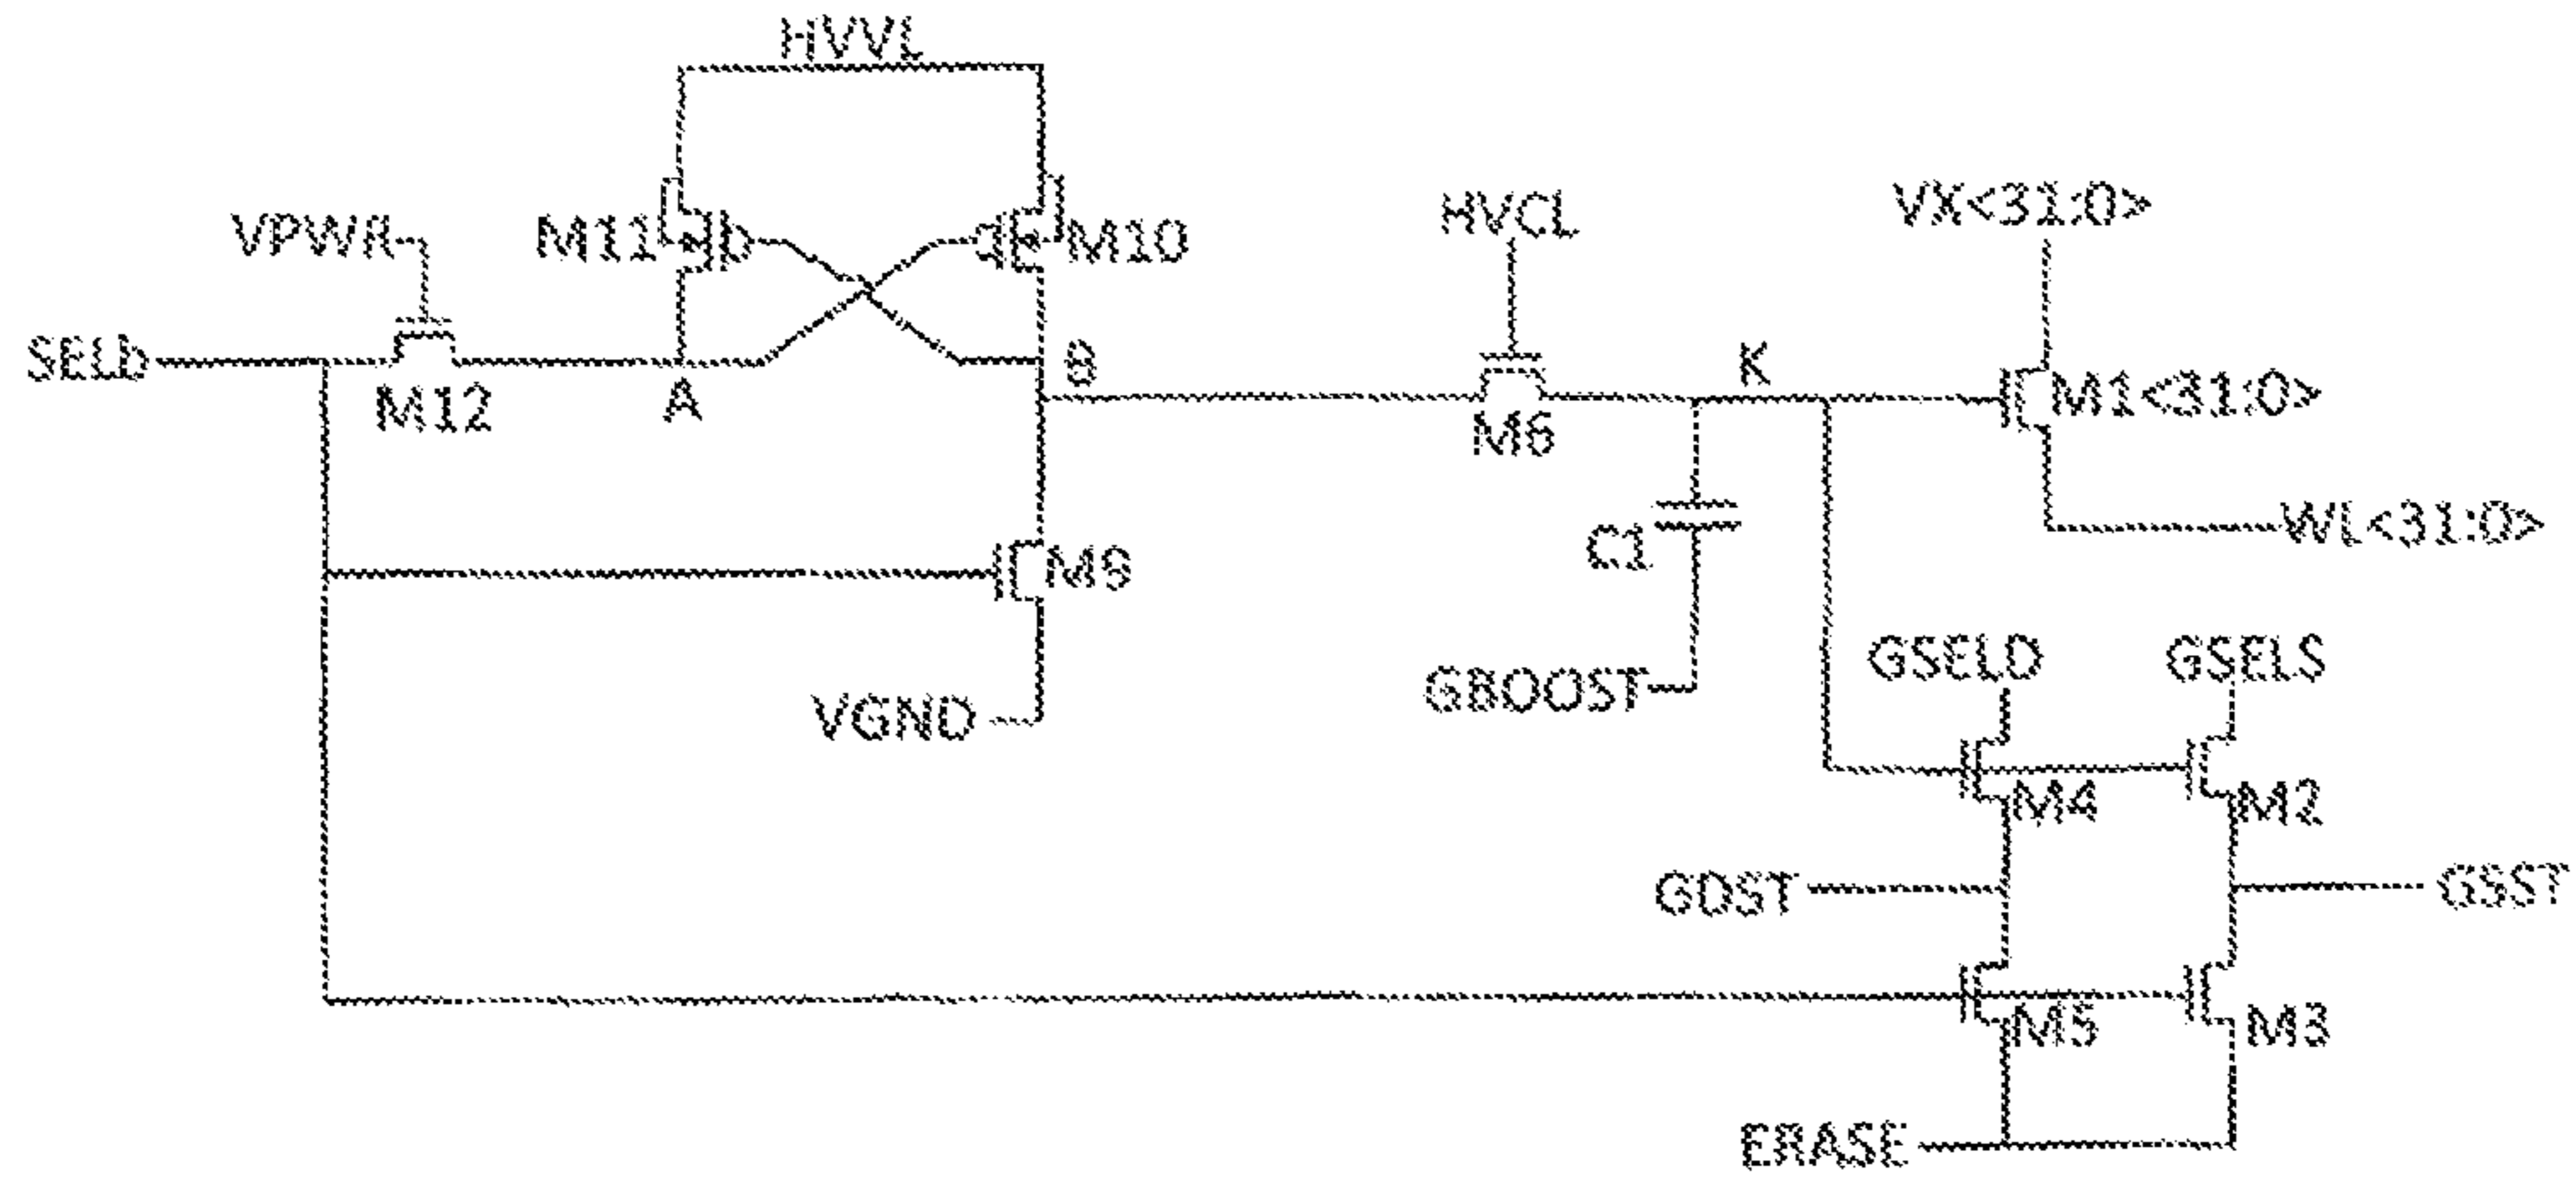 HVVL
VPWR
M11
M10
HVCL
VX<31:0>
SELb
M12
A
B
M6
K
M1<31:0>
C1
WL<31:0>
M9
GBOOST
GSELD
GSELS
VGND
M4
M2
GDST
GSST
M5
M3
ERASE